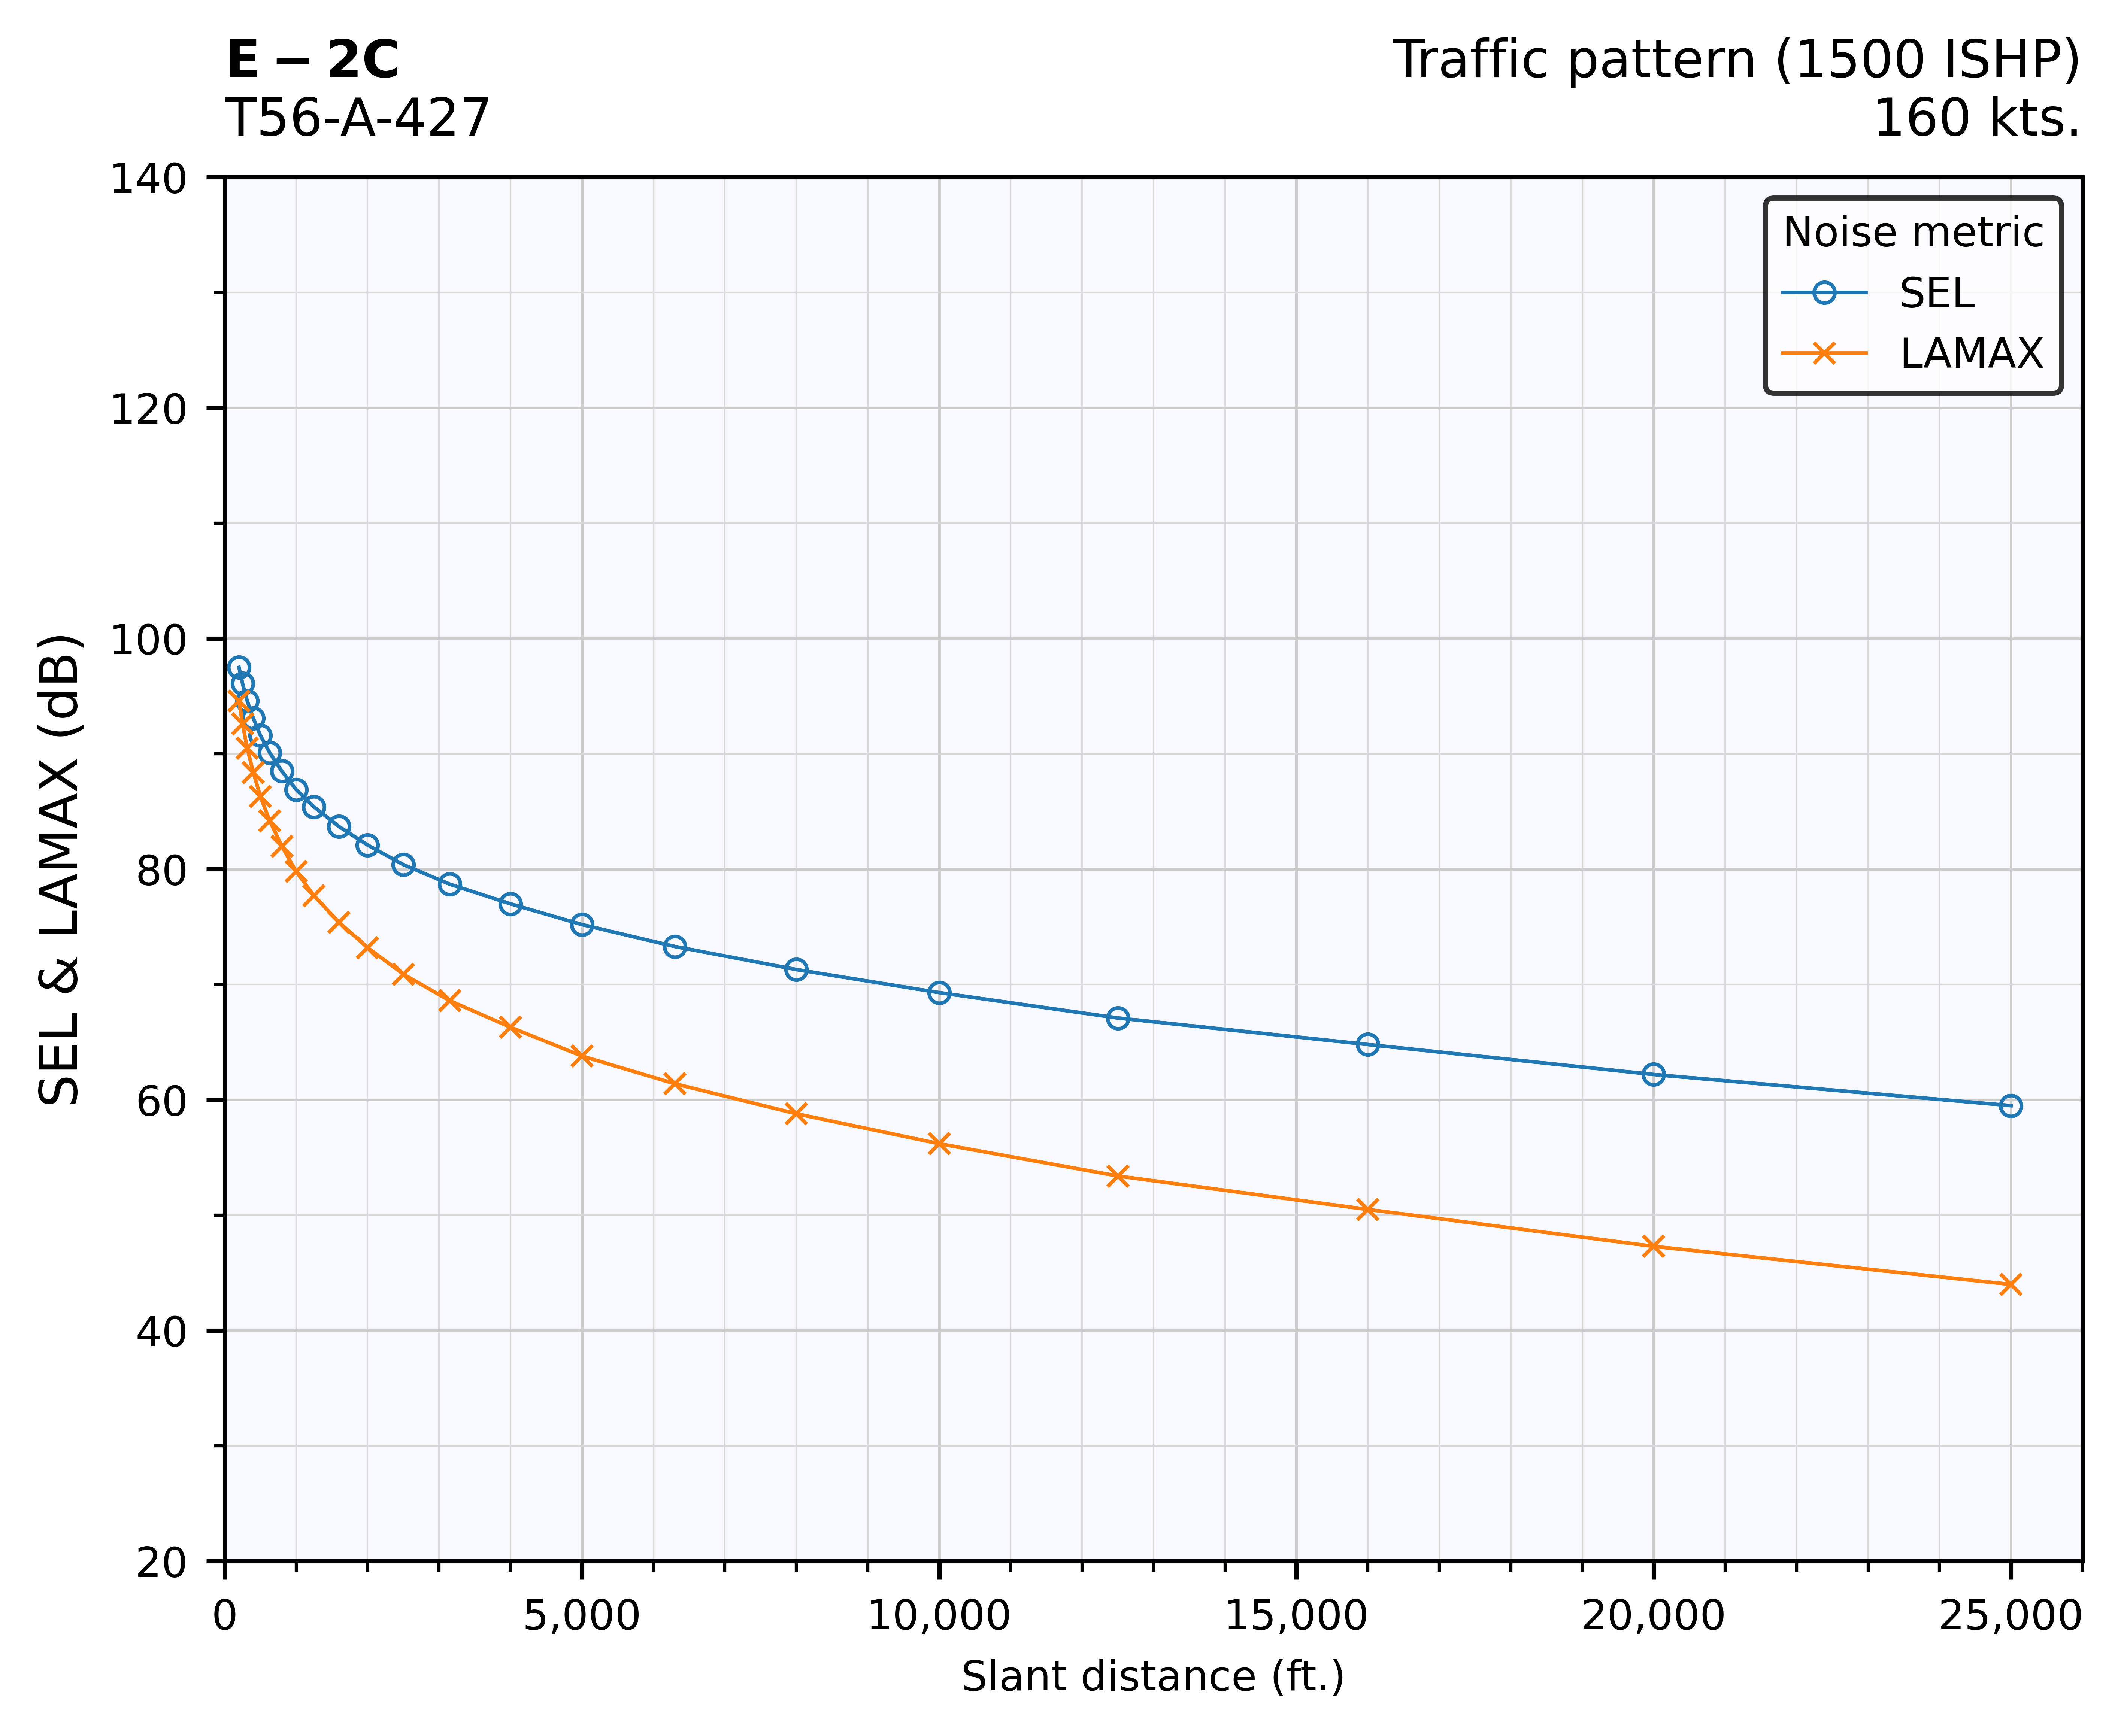 E − 2C
T56-A-427
Traffic pattern (1500 ISHP)
160 kts.
Noise metric
SEL
LAMAX
SEL & LAMAX (dB)
140
120
100
80
60
40
20
0
5,000
10,000
15,000
20,000
25,000
Slant distance (ft.)